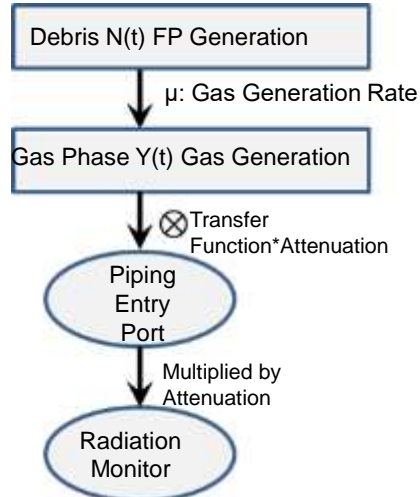 Debris N(t) FP Generation
μ: Gas Generation Rate
Gas Phase Y(t) Gas Generation
⊗Transfer
Function*Attenuation
Piping
Entry
Port
Multiplied by
Attenuation
Radiation
Monitor